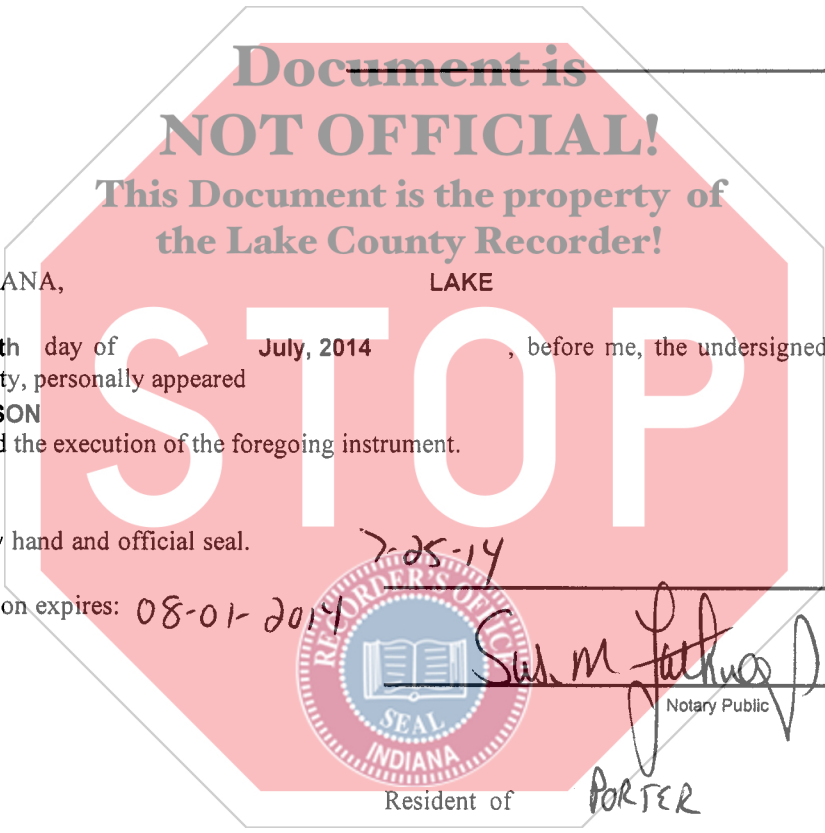 Document is
NOT OFFICIAL!
This Document is the property of
the Lake County Recorder!
ANA, LAKE
STOP
th day of July, 2014 , before me, the undersigned
ty, personally appeared
SON
d the execution of the foregoing instrument.
y hand and official seal.
7-25-14
on expires: 08-01-2014
RECORDER'S OFFICE
SEAL
INDIANA
M
Notary Public
Resident of PORTER